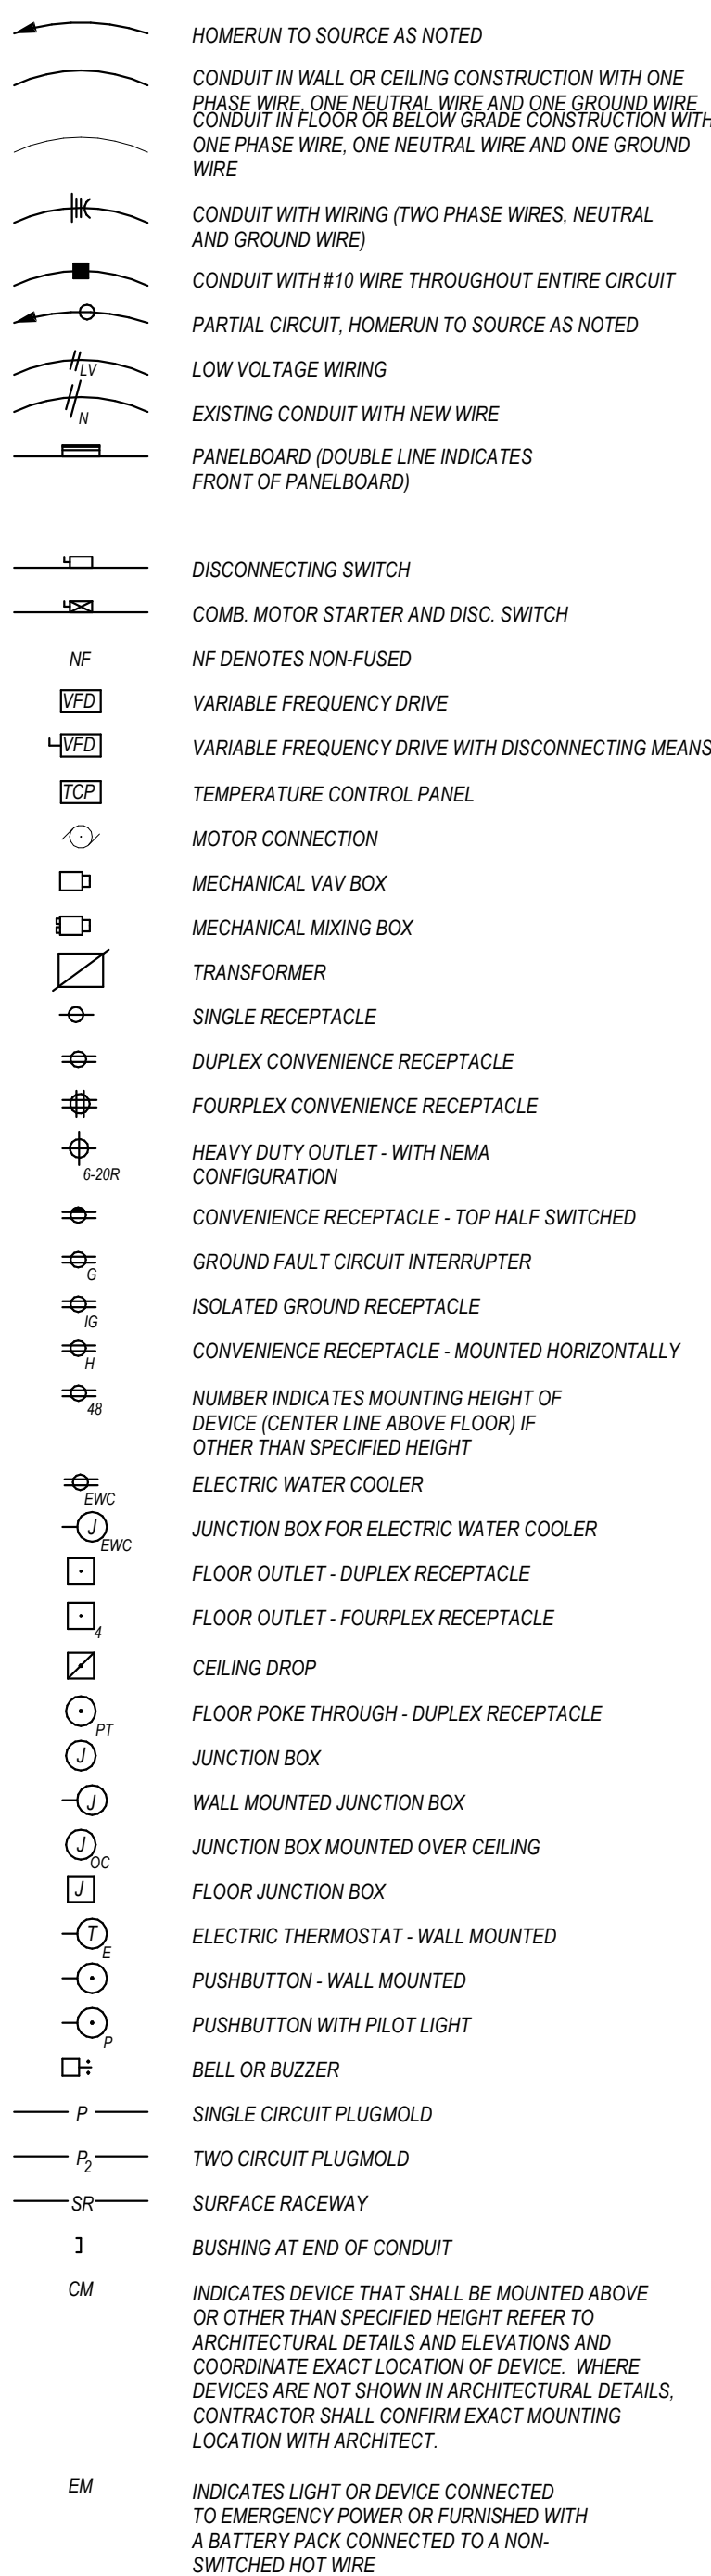 HOMERUN TO SOURCE AS NOTED
CONDUIT IN WALL OR CEILING CONSTRUCTION WITH ONE
PHASE WIRE, ONE NEUTRAL WIRE AND ONE GROUND WIRE
CONDUIT IN FLOOR OR BELOW GRADE CONSTRUCTION WITH
ONE PHASE WIRE, ONE NEUTRAL WIRE AND ONE GROUND
WIRE
CONDUIT WITH WIRING (TWO PHASE WIRES, NEUTRAL
AND GROUND WIRE)
CONDUIT WITH #10 WIRE THROUGHOUT ENTIRE CIRCUIT
PARTIAL CIRCUIT, HOMERUN TO SOURCE AS NOTED
LV LOW VOLTAGE WIRING
N EXISTING CONDUIT WITH NEW WIRE
PANELBOARD (DOUBLE LINE INDICATES
FRONT OF PANELBOARD)
DISCONNECTING SWITCH
COMB. MOTOR STARTER AND DISC. SWITCH
NF NF DENOTES NON-FUSED
VFD VARIABLE FREQUENCY DRIVE
VFD VARIABLE FREQUENCY DRIVE WITH DISCONNECTING MEANS
TCP TEMPERATURE CONTROL PANEL
MOTOR CONNECTION
MECHANICAL VAV BOX
MECHANICAL MIXING BOX
TRANSFORMER
SINGLE RECEPTACLE
DUPLEX CONVENIENCE RECEPTACLE
FOURPLEX CONVENIENCE RECEPTACLE
HEAVY DUTY OUTLET - WITH NEMA
6-20R CONFIGURATION
CONVENIENCE RECEPTACLE - TOP HALF SWITCHED
G GROUND FAULT CIRCUIT INTERRUPTER
IG ISOLATED GROUND RECEPTACLE
H CONVENIENCE RECEPTACLE - MOUNTED HORIZONTALLY
48 NUMBER INDICATES MOUNTING HEIGHT OF
DEVICE (CENTER LINE ABOVE FLOOR) IF
OTHER THAN SPECIFIED HEIGHT
EWC ELECTRIC WATER COOLER
J EWC JUNCTION BOX FOR ELECTRIC WATER COOLER
FLOOR OUTLET - DUPLEX RECEPTACLE
4 FLOOR OUTLET - FOURPLEX RECEPTACLE
CEILING DROP
PT FLOOR POKE THROUGH - DUPLEX RECEPTACLE
J JUNCTION BOX
J WALL MOUNTED JUNCTION BOX
J OC JUNCTION BOX MOUNTED OVER CEILING
J FLOOR JUNCTION BOX
T E ELECTRIC THERMOSTAT - WALL MOUNTED
PUSHBUTTON - WALL MOUNTED
P PUSHBUTTON WITH PILOT LIGHT
BELL OR BUZZER
P SINGLE CIRCUIT PLUGMOLD
P2 TWO CIRCUIT PLUGMOLD
SR SURFACE RACEWAY
BUSHING AT END OF CONDUIT
CM INDICATES DEVICE THAT SHALL BE MOUNTED ABOVE
OR OTHER THAN SPECIFIED HEIGHT REFER TO
ARCHITECTURAL DETAILS AND ELEVATIONS AND
COORDINATE EXACT LOCATION OF DEVICE. WHERE
DEVICES ARE NOT SHOWN IN ARCHITECTURAL DETAILS,
CONTRACTOR SHALL CONFIRM EXACT MOUNTING
LOCATION WITH ARCHITECT.
EM INDICATES LIGHT OR DEVICE CONNECTED
TO EMERGENCY POWER OR FURNISHED WITH
A BATTERY PACK CONNECTED TO A NON-
SWITCHED HOT WIRE